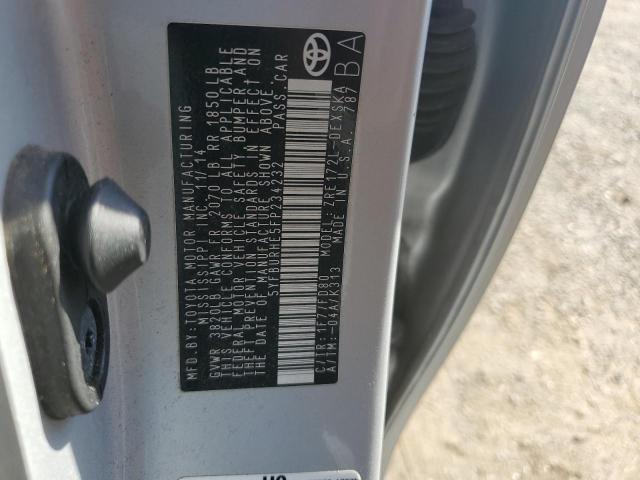 MFD.BY:TOYOTA MOTOR MANUFACTURING
MISSISSIPPI INC. 11/14
GVWR 3820LB GAWR FR 2070 LB RR 1850 LB
THIS VEHICLE CONFORMS TO ALL APPLICABLE
FEDERAL MOTOR VEHICLE SAFETY, BUMPER, AND
THEFT PREVENTION STANDARDS IN EFFECT ON
THE DATE OF MANUFACTURE SHOWN ABOVE.
5YFBURHE5FP234232 PASS.CAR
C/TR: 1F7/FD80 MODEL: ZRE172L-DEXSKA
A/TM:-04A/K313 MADE IN U.S.A. 787
BA